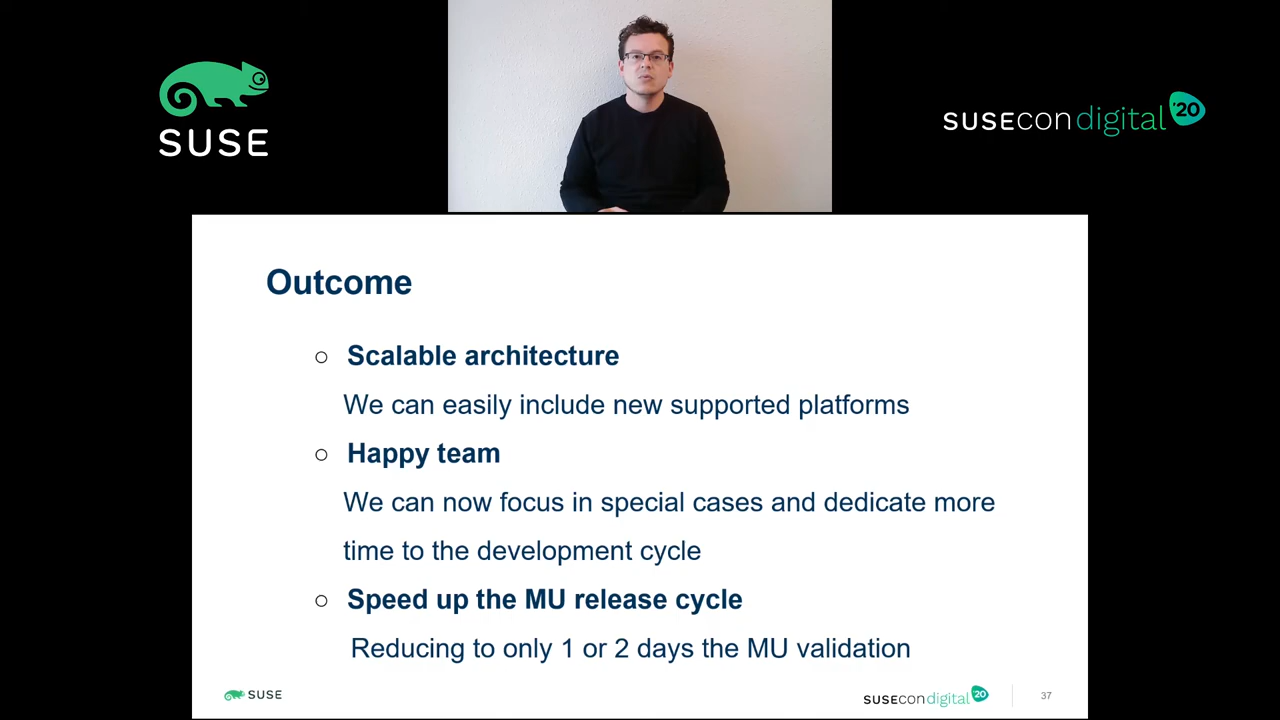 SUSE
SUSEcon digital '20
Outcome
○ Scalable architecture
We can easily include new supported platforms
○ Happy team
We can now focus in special cases and dedicate more
time to the development cycle
○ Speed up the MU release cycle
Reducing to only 1 or 2 days the MU validation
SUSE
SUSEcon digital '20
37